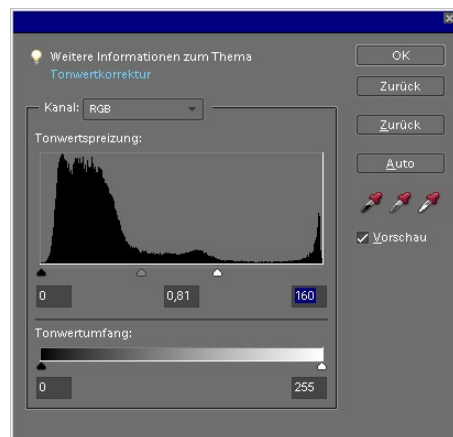 Weitere Informationen zum Thema
Tonwertkorrektur
OK
Zurück
Zurück
Auto
Vorschau
Kanal: RGB
Tonwertspreizung:
0 0,81 160
Tonwertumfang:
0 255